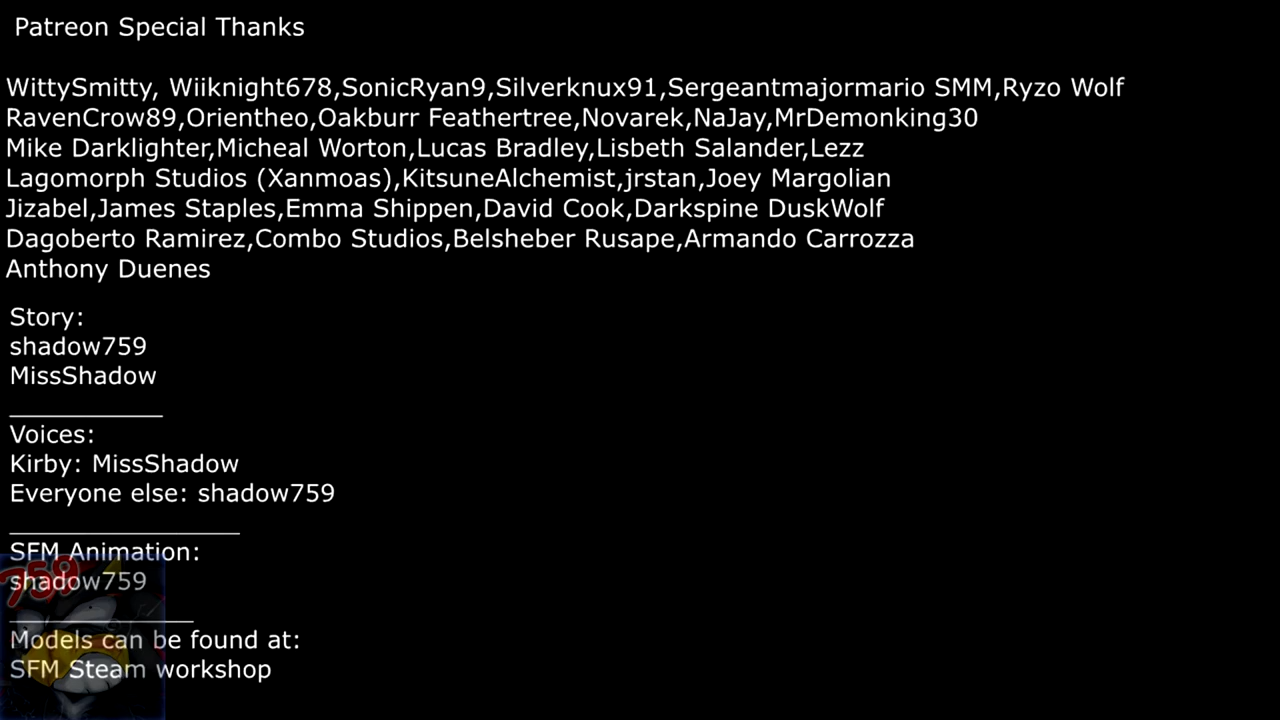 Patreon Special Thanks
WittySmitty, Wiiknight678,SonicRyan9,Silverknux91,Sergeantmajormario SMM,Ryzo Wolf
RavenCrow89,Orientheo,Oakburr Feathertree,Novarek,NaJay,MrDemonking30
Mike Darklighter,Micheal Worton,Lucas Bradley,Lisbeth Salander,Lezz
Lagomorph Studios (Xanmoas),KitsuneAlchemist,jrstan,Joey Margolian
Jizabel,James Staples,Emma Shippen,David Cook,Darkspine DuskWolf
Dagoberto Ramirez,Combo Studios,Belsheber Rusape,Armando Carrozza
Anthony Duenes
Story:
shadow759
MissShadow
Voices:
Kirby: MissShadow
Everyone else: shadow759
SFM Animation:
759
shadow759
Models can be found at:
SFM Steam workshop